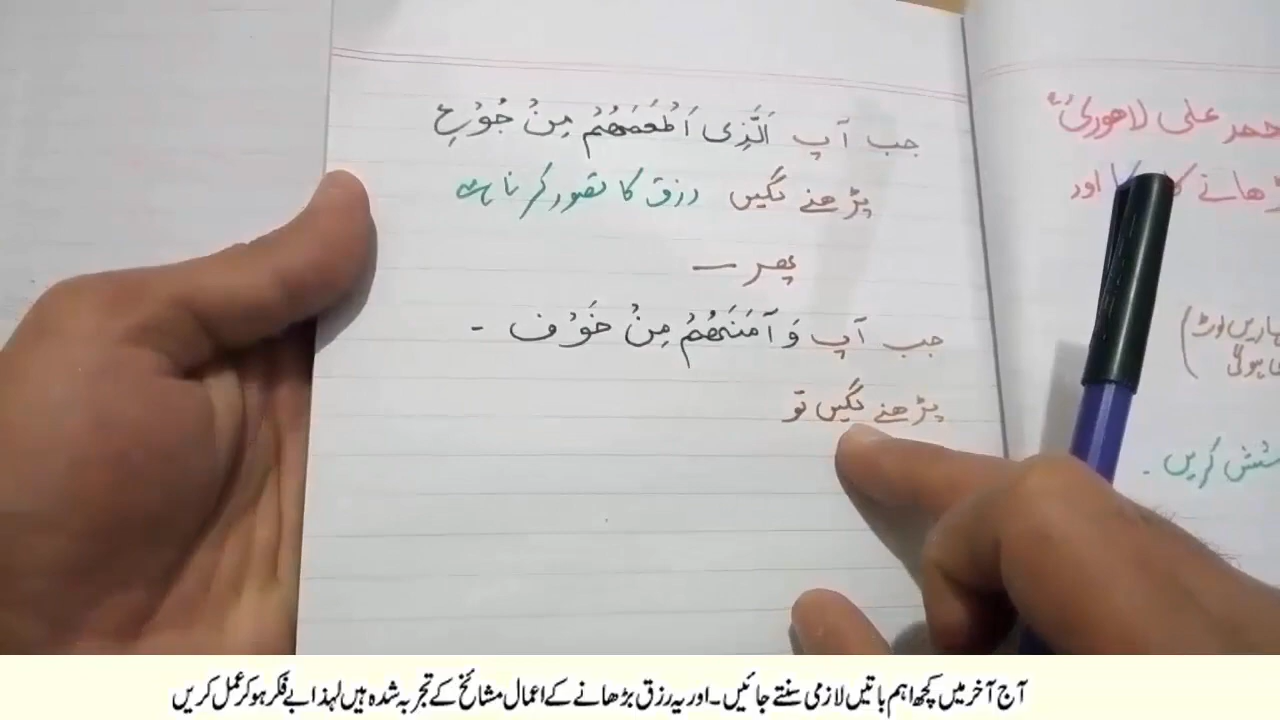 جب آپ اَلَّذِی اَطْعَمَھُمْ مِنْ جُوْعٍ
پڑھنے لگیں رزق کا تصور کرنا ہے
پھر —
جب آپ وَ آمَنَھُمْ مِنْ خَوْف -
پڑھنے لگیں تو
علی لاھوریؒ
اور
کریں ۔
آج آخر میں کچھ اہم باتیں لازمی سنتے جائیں۔ اور یہ رزق بڑھانے کے اعمال مشائخ کے تجربہ شدہ ہیں لہذا بے فکر ہو کر عمل کریں